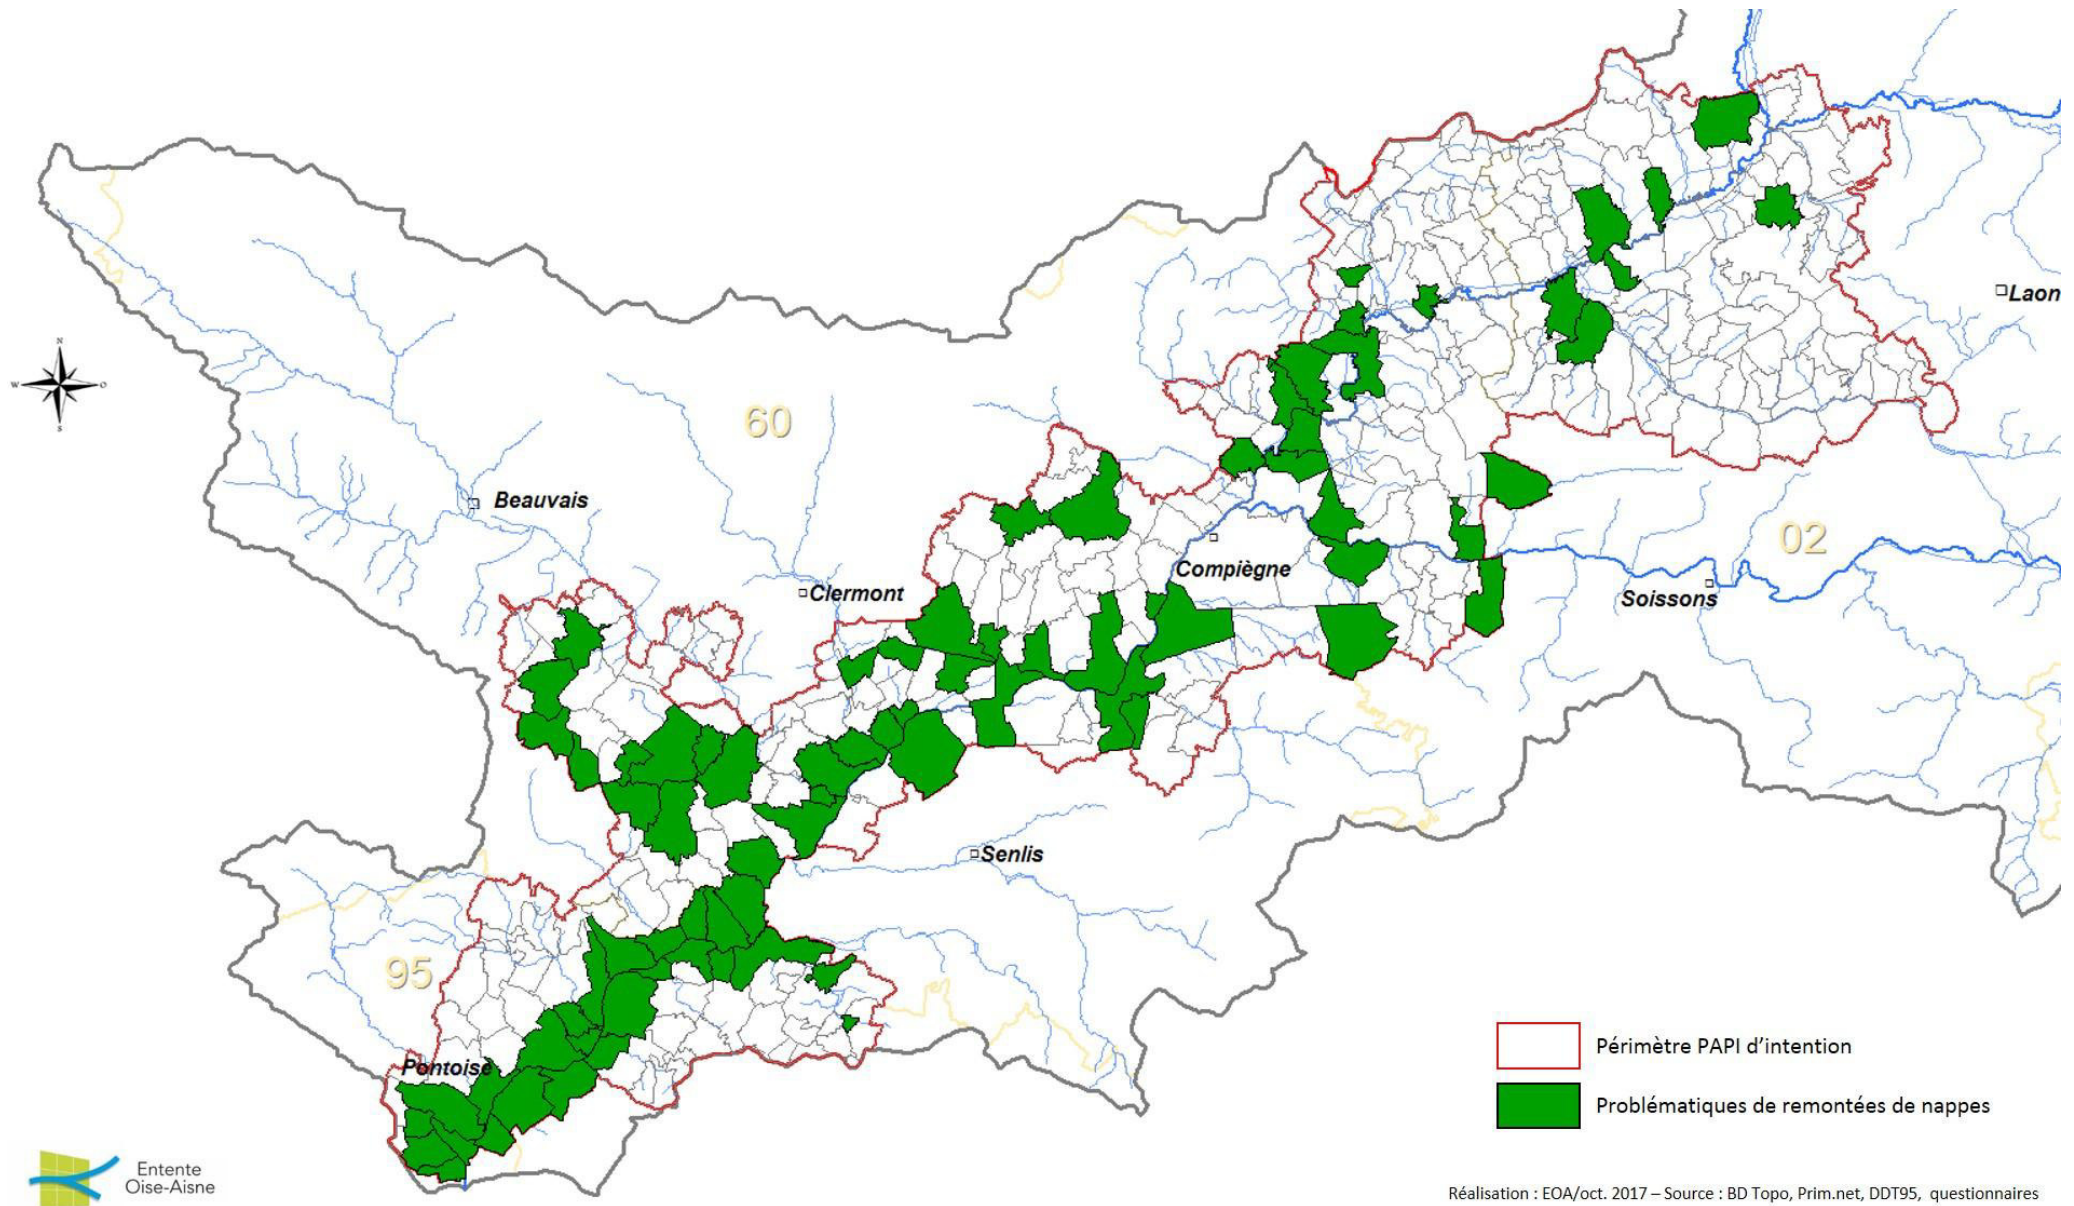 N
W
O
S
60
Laon
Beauvais
02
Compiègne
Clermont
Soissons
Senlis
95
Pontoise
Périmètre PAPI d’intention
Problématiques de remontées de nappes
Entente
Oise-Aisne
Réalisation : EOA/oct. 2017 – Source : BD Topo, Prim.net, DDT95, questionnaires